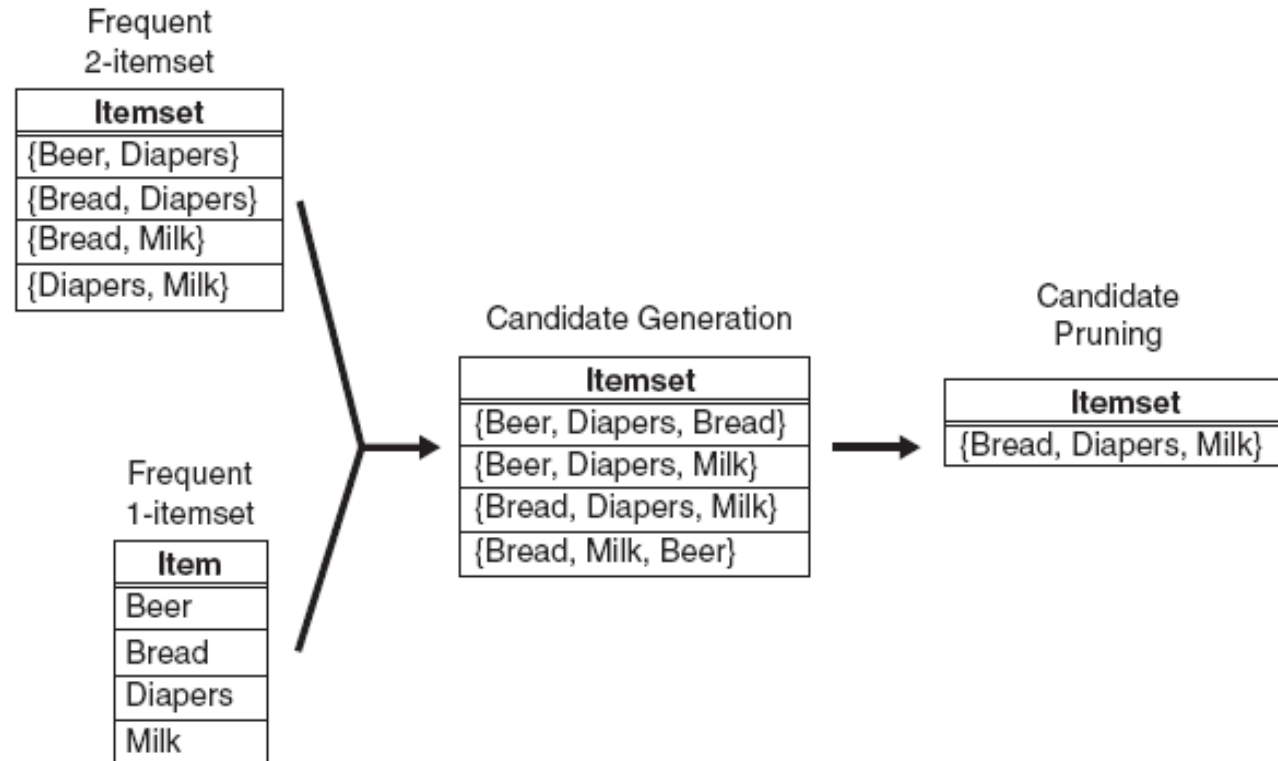 Frequent
2-itemset
Itemset
{Beer, Diapers}
{Bread, Diapers}
{Bread, Milk}
{Diapers, Milk}
Frequent
1-itemset
Item
Beer
Bread
Diapers
Milk
Candidate Generation
Itemset
{Beer, Diapers, Bread}
{Beer, Diapers, Milk}
{Bread, Diapers, Milk}
{Bread, Milk, Beer}
Candidate
Pruning
Itemset
{Bread, Diapers, Milk}